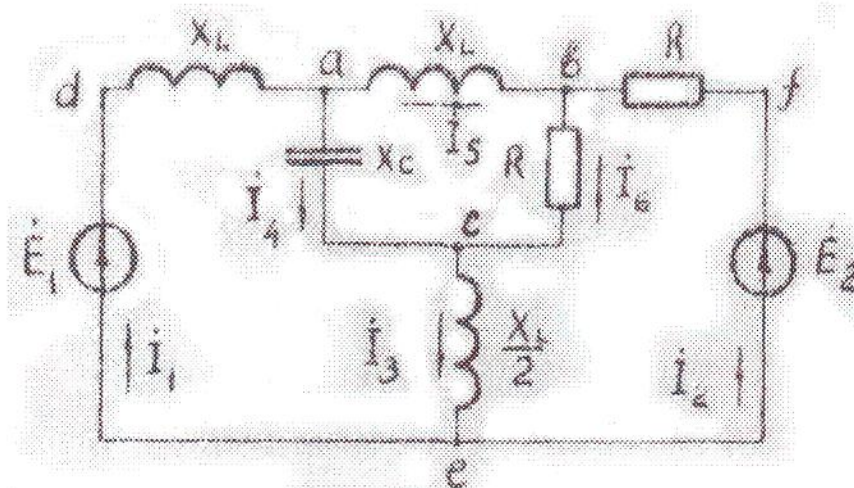 X_L X_L R
d a b f
İ_5
X_C R İ_6
İ_4
c
Ė_1 Ė_2
İ_1 İ_3 X_L/2 İ_2
e